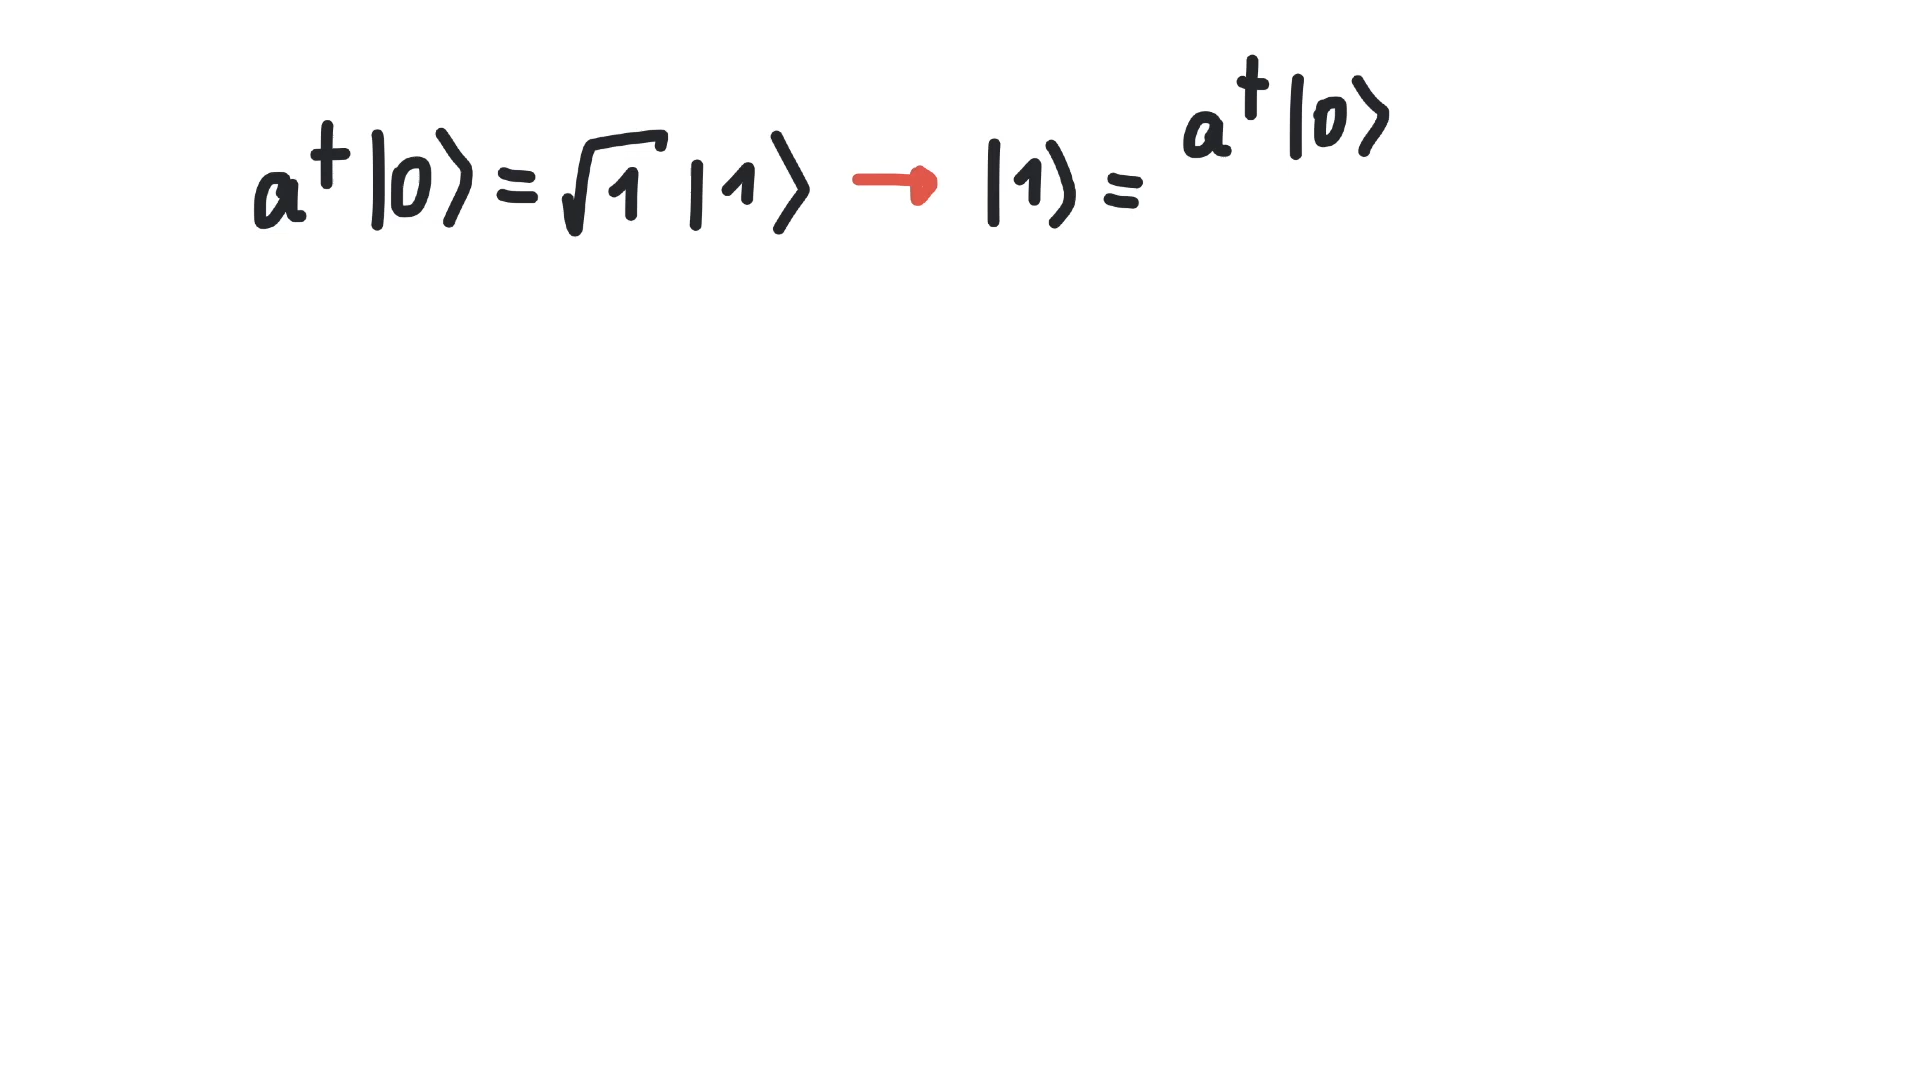 a†|0⟩ = √1 |1⟩ → |1⟩ = a†|0⟩